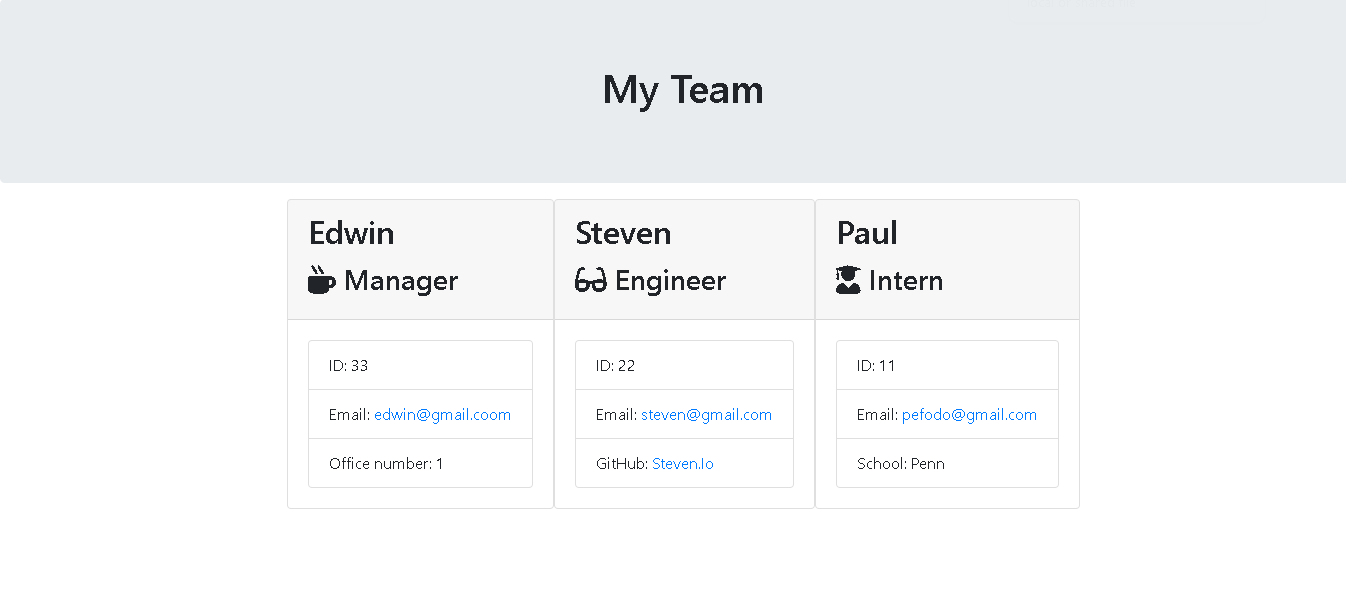 My Team
Edwin
Manager
ID: 33
Email: edwin@gmail.coom
Office number: 1
Steven
Engineer
ID: 22
Email: steven@gmail.com
GitHub: Steven.Io
Paul
Intern
ID: 11
Email: pefodo@gmail.com
School: Penn